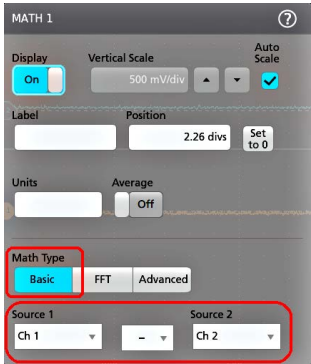 MATH 1 ?
Display Vertical Scale Auto Scale
On 500 mV/div
Label Position
2.26 divs Set to 0
Units Average
Off
Math Type
Basic FFT Advanced
Source 1 Source 2
Ch 1 – Ch 2